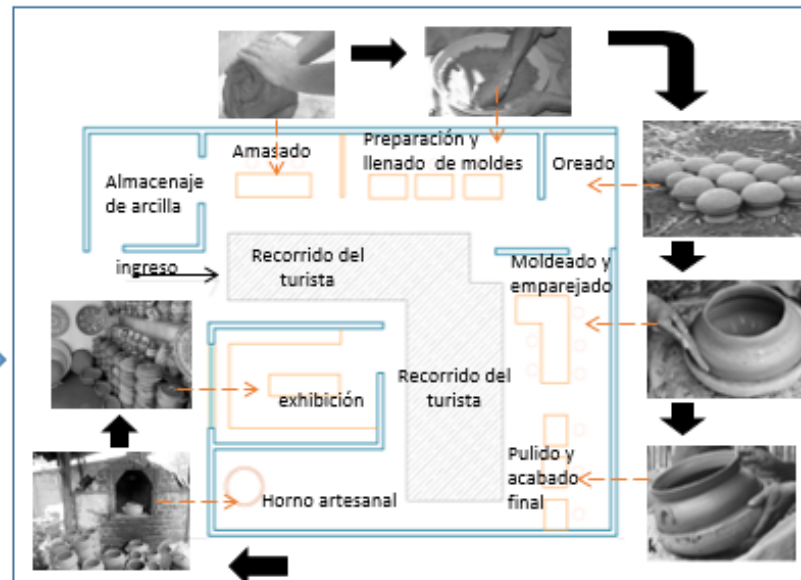 Amasado
Preparación y
llenado de moldes
Oreado
Almacenaje
de arcilla
ingreso
Recorrido del
turista
Moldeado y
emparejado
exhibición
Recorrido del
turista
Pulido y
acabado
final
Horno artesanal